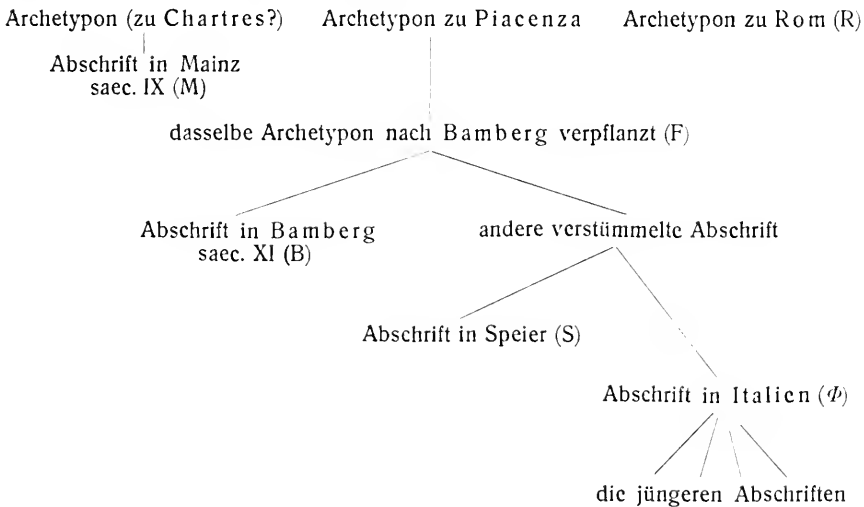 Archetypon (zu Chartres?) Archetypon zu Piacenza Archetypon zu Rom (R)
Abschrift in Mainz
saec. IX (M)
dasselbe Archetypon nach Bamberg verpflanzt (F)
Abschrift in Bamberg andere verstümmelte Abschrift
saec. XI (B)
Abschrift in Speier (S)
Abschrift in Italien (Φ)
die jüngeren Abschriften